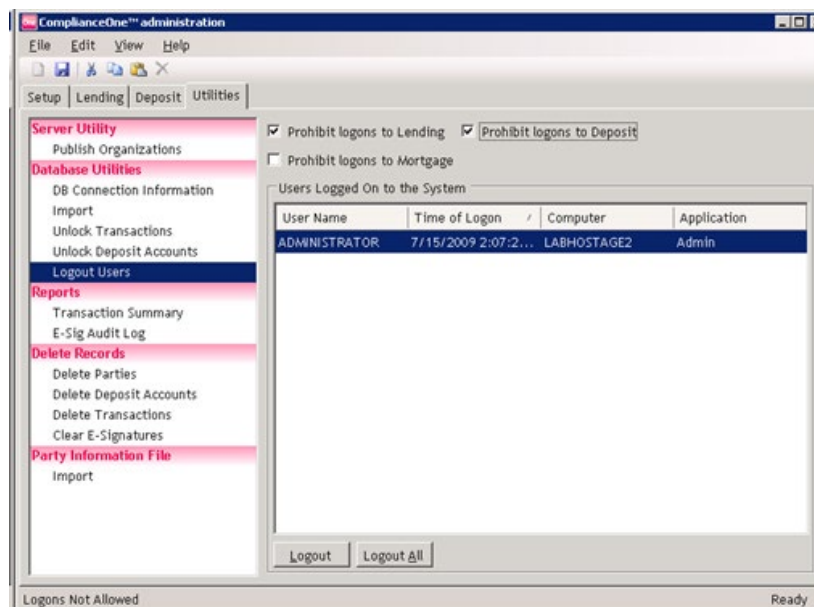 ComplianceOne™ administration
File Edit View Help
Setup Lending Deposit Utilities
Server Utility
Publish Organizations
Database Utilities
DB Connection Information
Import
Unlock Transactions
Unlock Deposit Accounts
Logout Users
Reports
Transaction Summary
E-Sig Audit Log
Delete Records
Delete Parties
Delete Deposit Accounts
Delete Transactions
Clear E-Signatures
Party Information File
Import
Prohibit logons to Lending Prohibit logons to Deposit
Prohibit logons to Mortgage
Users Logged On to the System
User Name Time of Logon / Computer Application
ADMINISTRATOR 7/15/2009 2:07:2... LABHOSTAGE2 Admin
Logout Logout All
Logons Not Allowed Ready